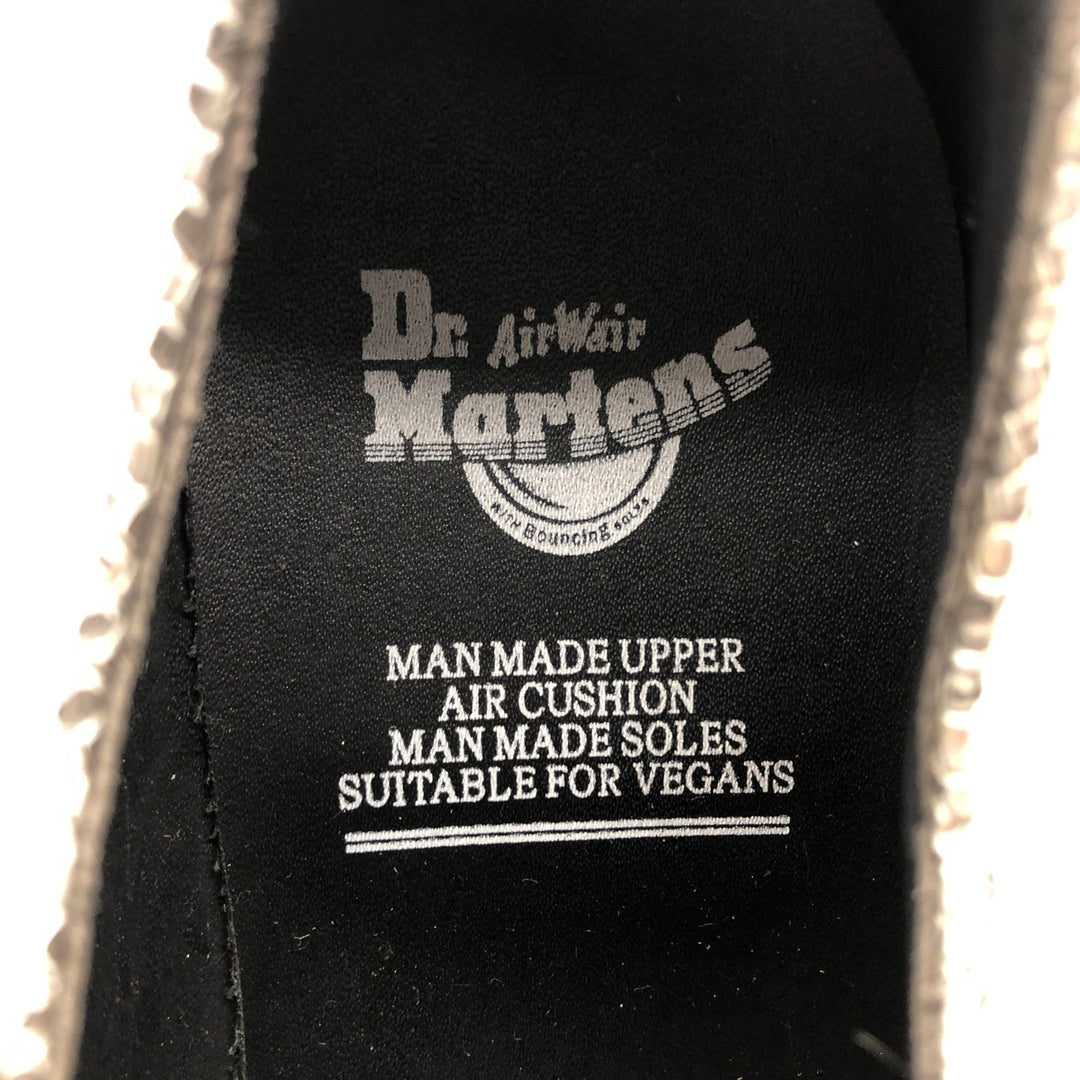 Dr. AirWair
Martens
WITH Bouncing SOLES
MAN MADE UPPER
AIR CUSHION
MAN MADE SOLES
SUITABLE FOR VEGANS